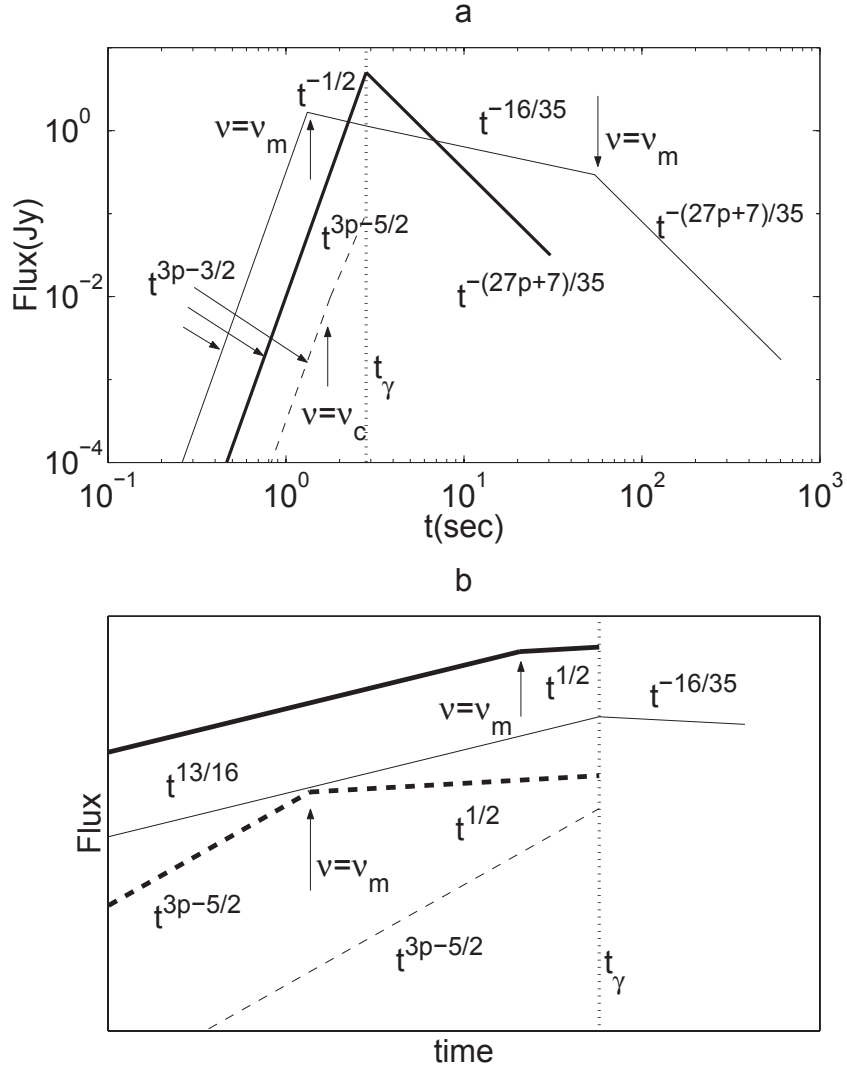 a
t^{-1/2}
t^{-16/35}
10^0
ν=ν_m
ν=ν_m
t^{3p-5/2}
t^{-(27p+7)/35}
t^{3p-3/2}
Flux(Jy)
t^{-(27p+7)/35}
10^{-2}
t_γ
ν=ν_c
10^{-4}
10^{-1}
10^0
10^1
10^2
10^3
t(sec)
b
t^{1/2}
t^{-16/35}
ν=ν_m
t^{13/16}
t^{1/2}
Flux
ν=ν_m
t^{3p-5/2}
t^{3p-5/2}
t_γ
time